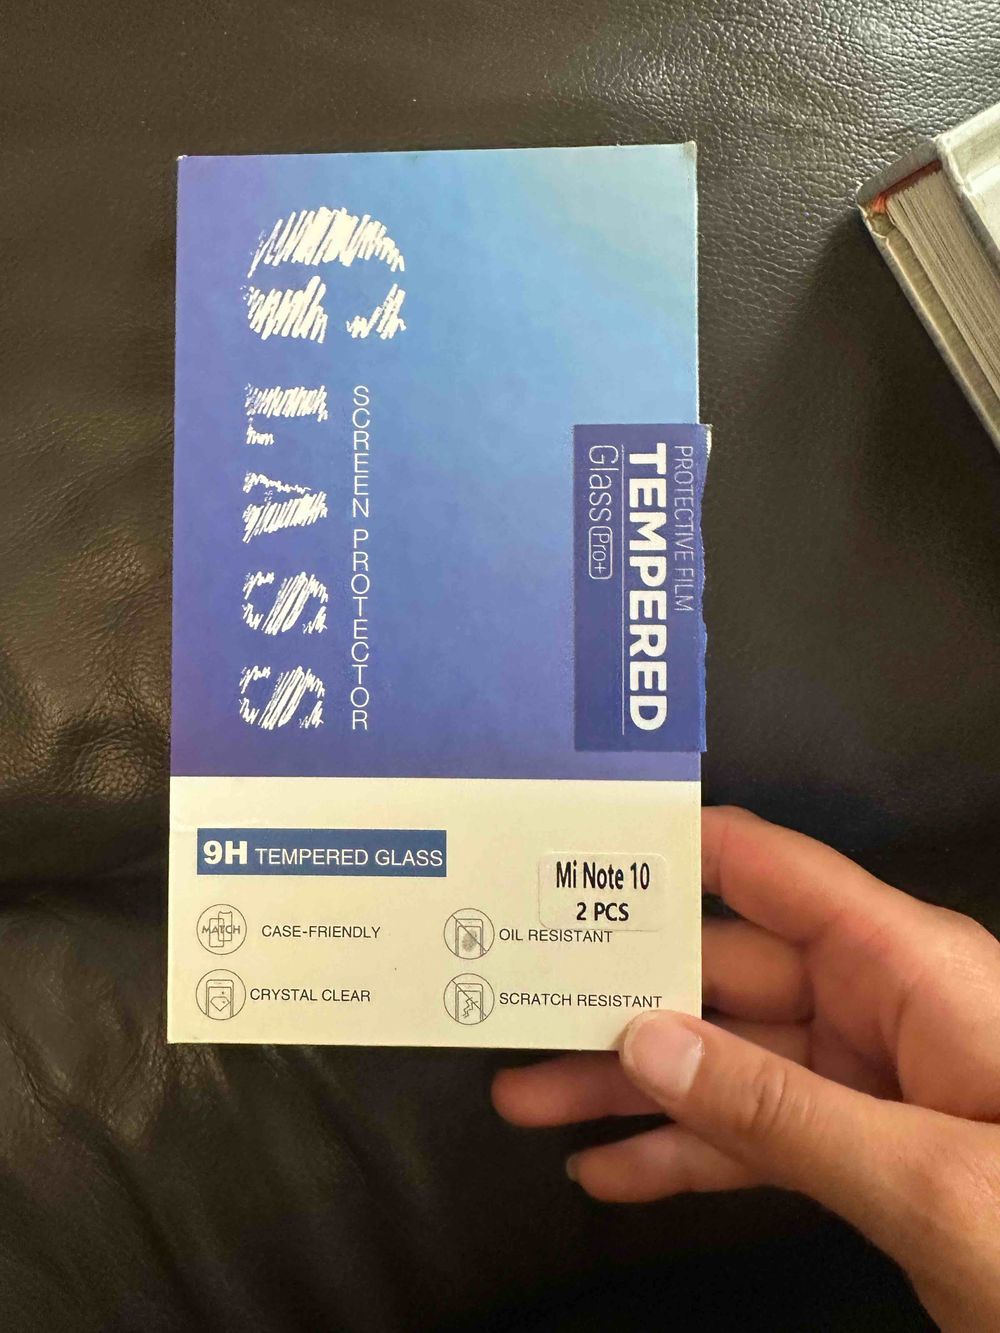 GLASS
SCREEN PROTECTOR
PROTECTIVE FILM
TEMPERED
Glass Pro+
9H TEMPERED GLASS
Mi Note 10
2 PCS
MATCH
CASE-FRIENDLY
OIL RESISTANT
CRYSTAL CLEAR
SCRATCH RESISTANT